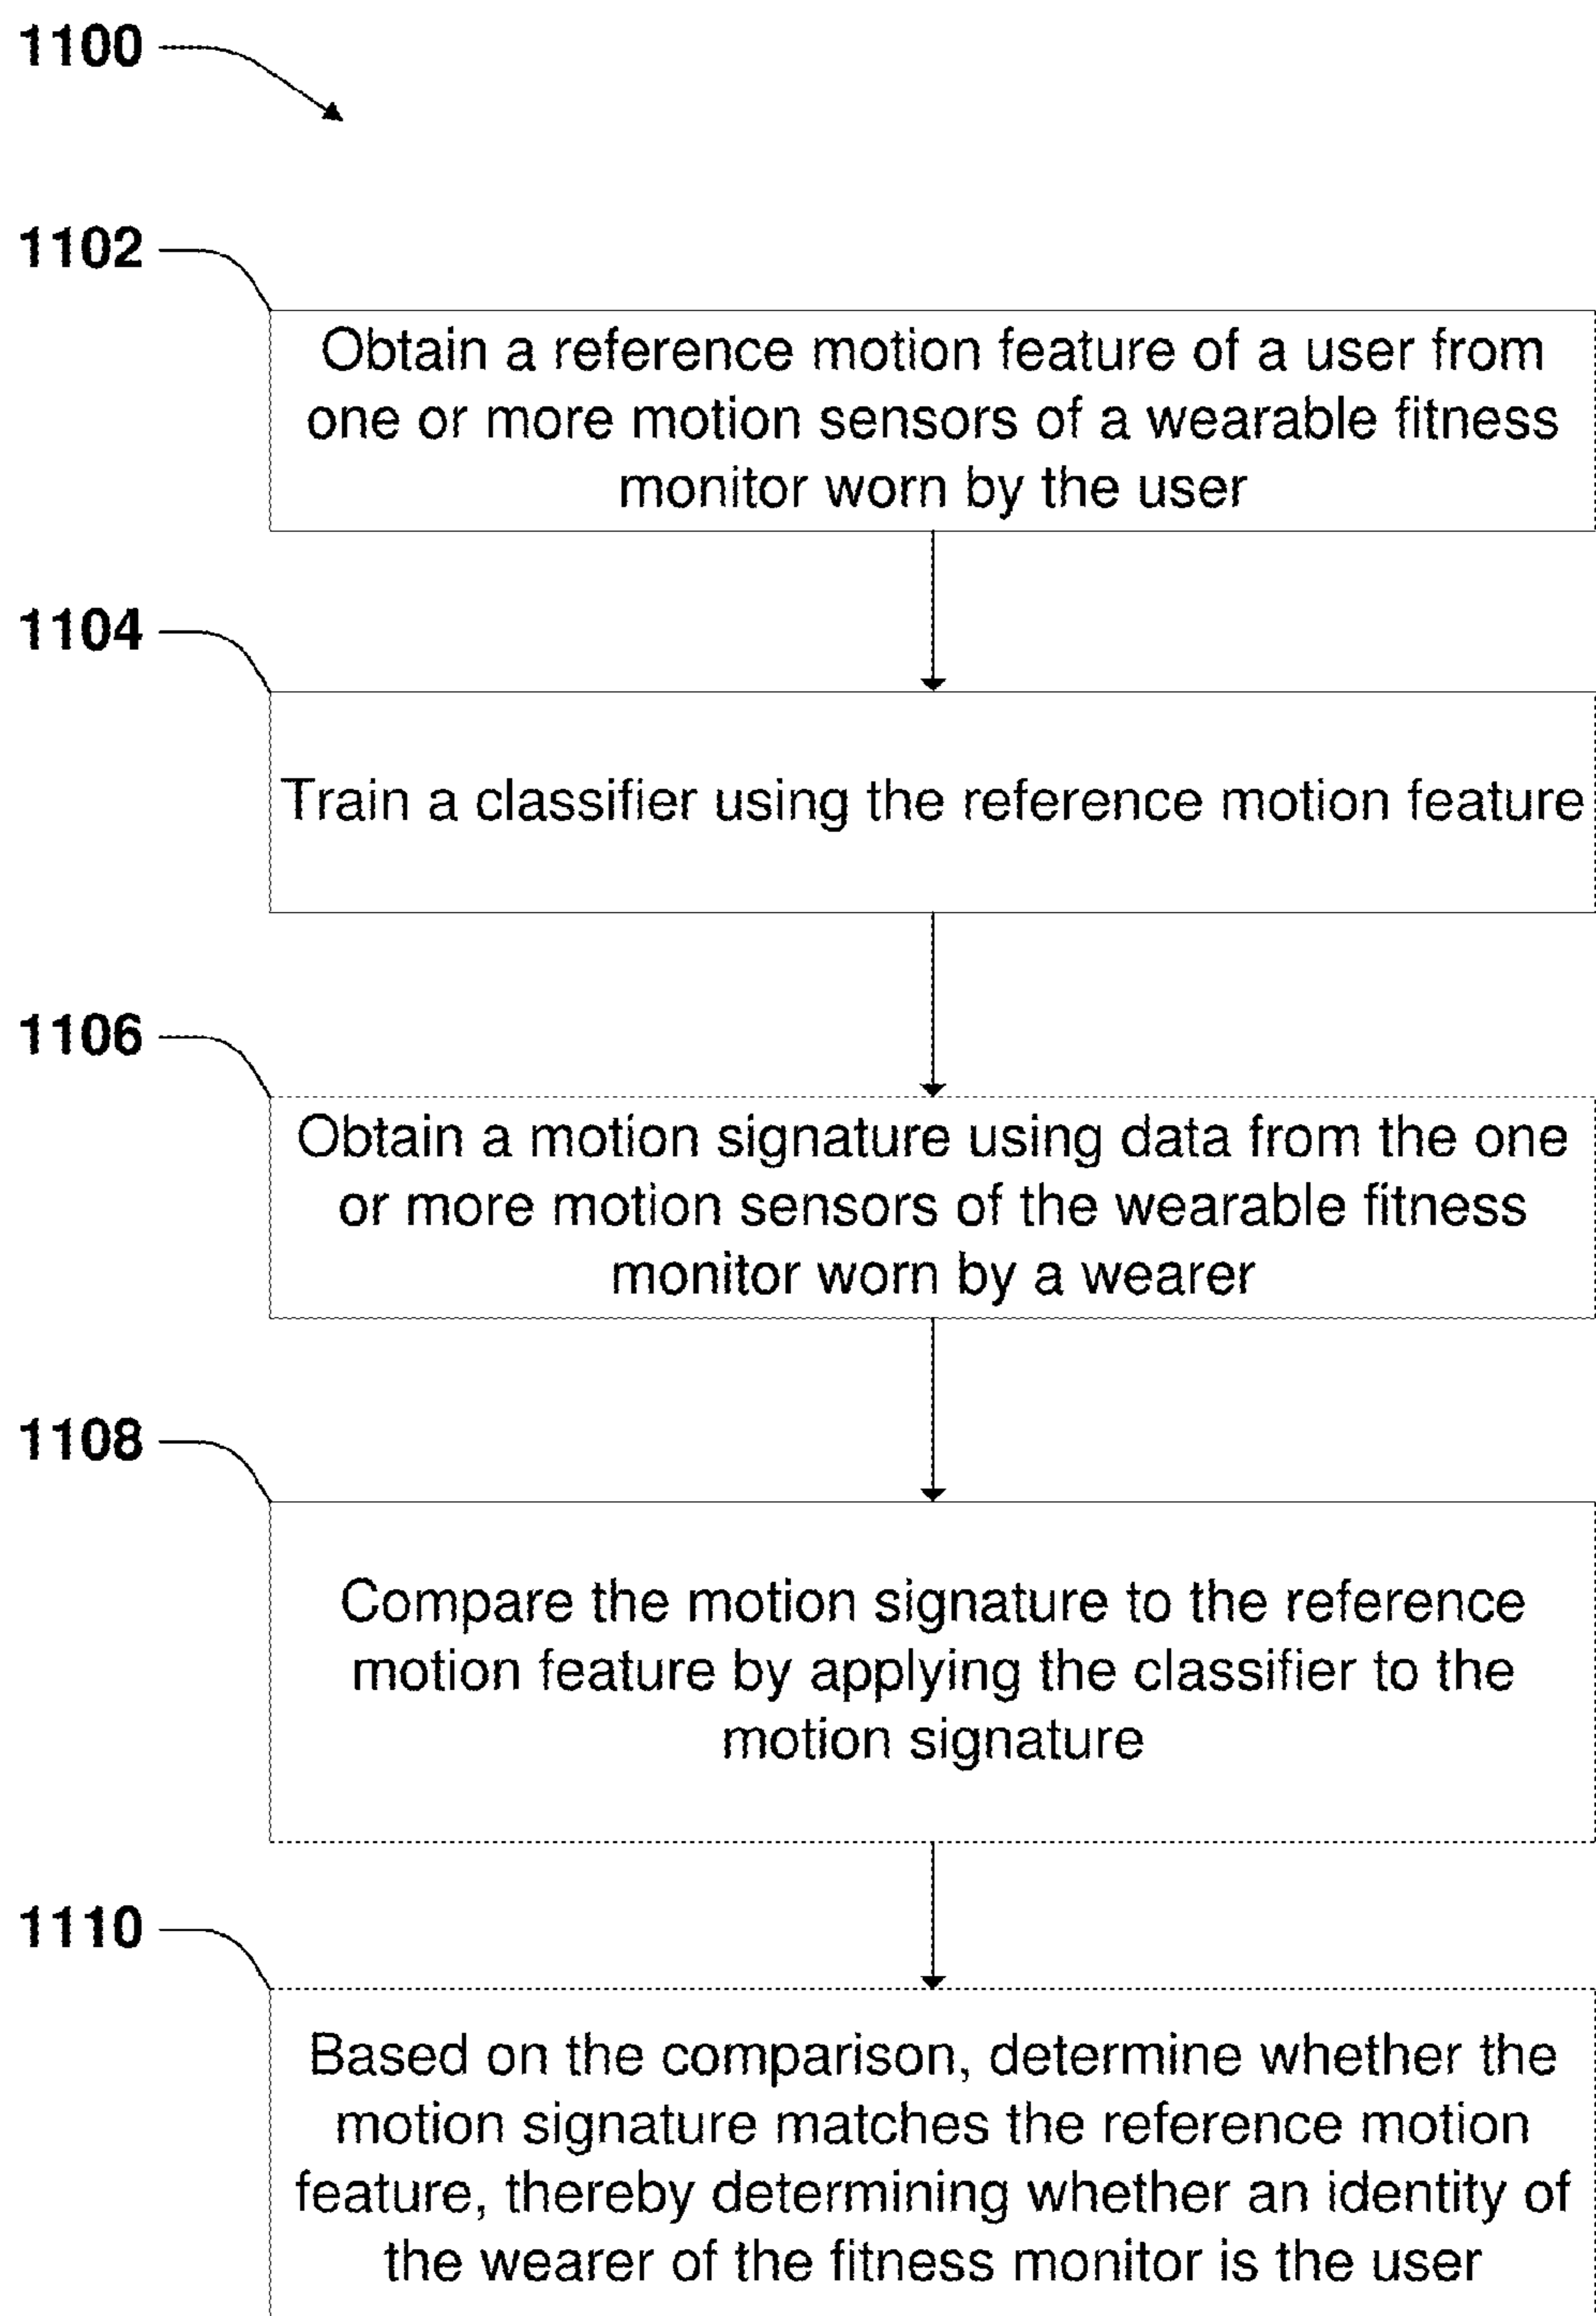 1100
1102
Obtain a reference motion feature of a user from
one or more motion sensors of a wearable fitness
monitor worn by the user
1104
Train a classifier using the reference motion feature
1106
Obtain a motion signature using data from the one
or more motion sensors of the wearable fitness
monitor worn by a wearer
1108
Compare the motion signature to the reference
motion feature by applying the classifier to the
motion signature
1110
Based on the comparison, determine whether the
motion signature matches the reference motion
feature, thereby determining whether an identity of
the wearer of the fitness monitor is the user